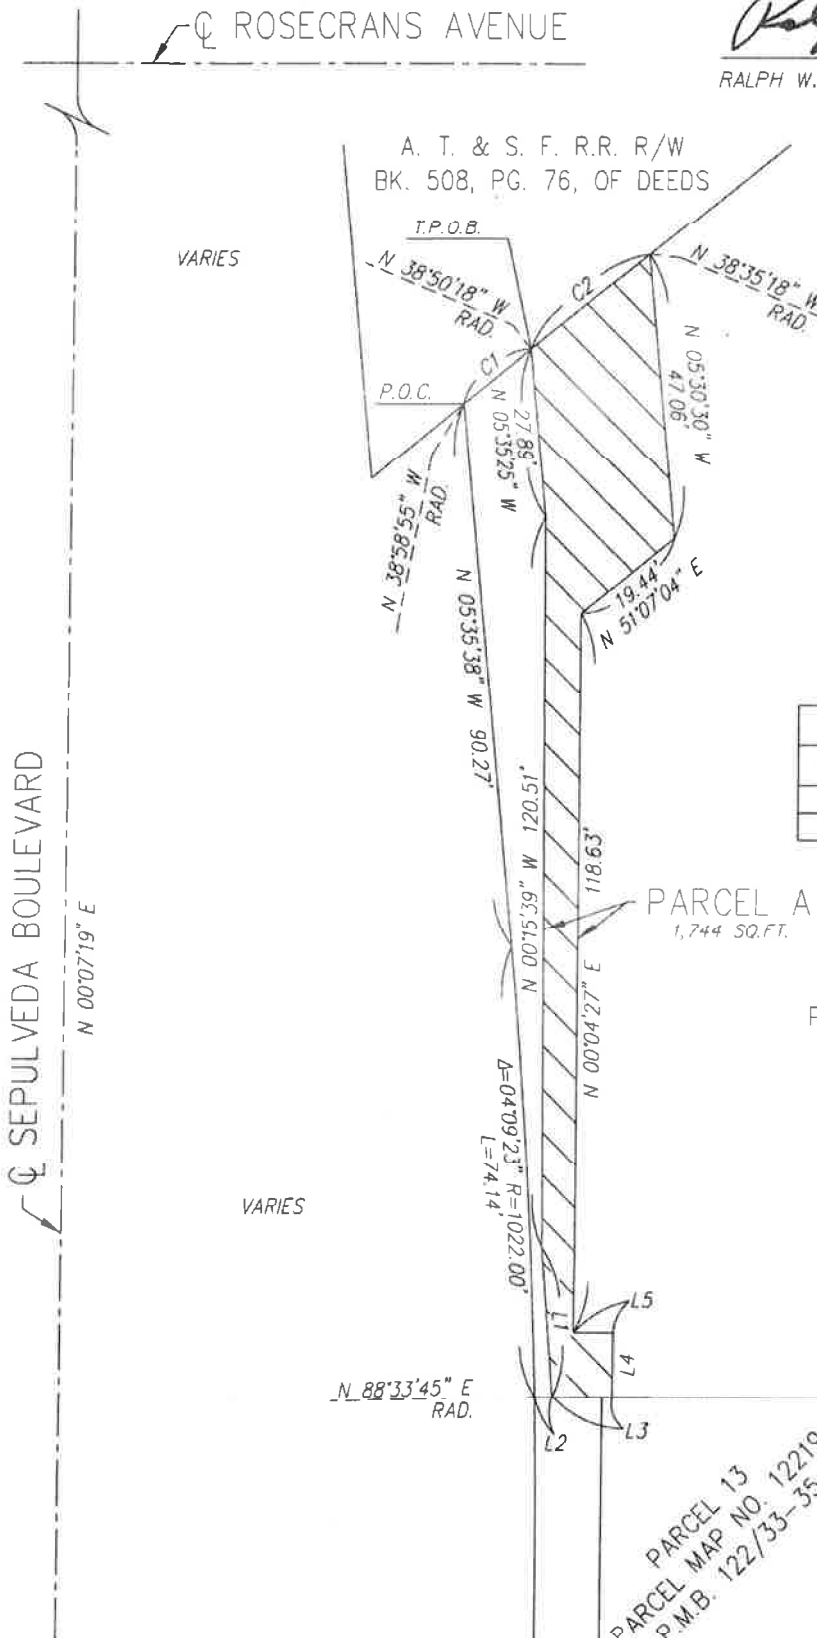 ℄ ROSECRANS AVENUE
RALPH W.
A. T. & S. F. R.R. R/W
BK. 508, PG. 76, OF DEEDS
T.P.O.B.
VARIES
N 38°50'18" W
RAD.
C2
N 38°35'18" W
RAD.
C1
P.O.C.
27.89'
N 05°35'25" W
N 05°30'30" W
47.06'
N 38°58'55" W
RAD.
19.44'
N 51°07'04" E
N 05°35'38" W 90.27'
N 00°15'39" W 120.51'
118.63'
N 00°04'27" E
PARCEL A
1,744 SQ.FT.
℄ SEPULVEDA BOULEVARD
N 00°07'19" E
Δ=04°09'23" R=1022.00'
L=74.14'
VARIES
L1
L5
L4
N 88°33'45" E
RAD.
L2
L3
PARCEL 13
PARCEL MAP NO. 12219
P.M.B. 122/33-35